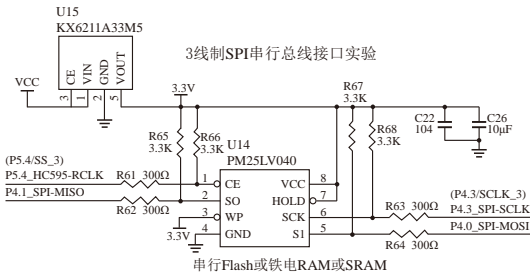 U15
KX6211A33M5
3线制SPI串行总线接口实验
CE
VIN
GND
VOUT
VCC
3
1
2
5
3.3V
R67
3.3K
R65
3.3K
R66
3.3K
R68
3.3K
C22
104
C26
10μF
U14
PM25LV040
(P5.4/SS_3)
P5.4_HC595-RCLK
R61 300Ω
1
CE
VCC
8
P4.1_SPI-MISO
R62 300Ω
2
SO
HOLD
7
3.3V
3
WP
SCK
6
R63 300Ω
(P4.3/SCLK_3)
P4.3_SPI-SCLK
4
GND
S1
5
R64 300Ω
P4.0_SPI-MOSI
串行Flash或铁电RAM或SRAM